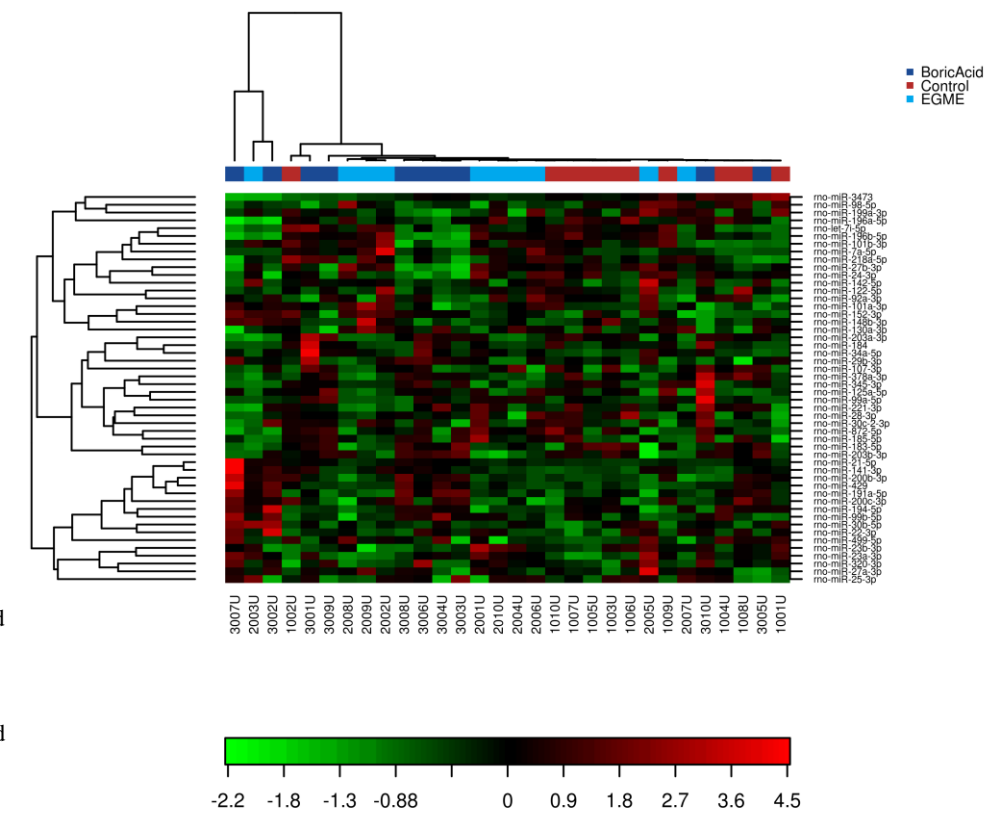 BoricAcid
Control
EGME
rno-miR-3473
rno-miR-98-5p
rno-miR-199a-3p
rno-miR-196a-5p
rno-let-7i-5p
rno-miR-196b-5p
rno-miR-101b-3p
rno-miR-7a-5p
rno-miR-218a-5p
rno-miR-27b-3p
rno-miR-24-3p
rno-miR-142-5p
rno-miR-122-5p
rno-miR-92a-3p
rno-miR-101a-3p
rno-miR-152-3p
rno-miR-148b-3p
rno-miR-130a-3p
rno-miR-203a-3p
rno-miR-184
rno-miR-34a-5p
rno-miR-29b-3p
rno-miR-107-3p
rno-miR-378a-3p
rno-miR-345-3p
rno-miR-125a-5p
rno-miR-99a-5p
rno-miR-221-3p
rno-miR-28-3p
rno-miR-30c-2-3p
rno-miR-872-5p
rno-miR-185-5p
rno-miR-183-5p
rno-miR-203b-3p
rno-miR-21-5p
rno-miR-141-3p
rno-miR-200b-3p
rno-miR-429
rno-miR-191a-5p
rno-miR-200c-3p
rno-miR-194-5p
rno-miR-99b-5p
rno-miR-30b-5p
rno-miR-22-3p
rno-miR-499-5p
rno-miR-23b-3p
rno-miR-23a-3p
rno-miR-320-3p
rno-miR-27a-3p
rno-miR-25-3p
3007U 2003U 3002U 1002U 3001U 3009U 2008U 2009U 2002U 3008U 3006U 3004U 3003U 2001U 2010U 2004U 2006U 1010U 1007U 1005U 1003U 1006U 2005U 1009U 2007U 3010U 1004U 1008U 3005U 1001U
d
d
-2.2 -1.8 -1.3 -0.88 0 0.9 1.8 2.7 3.6 4.5